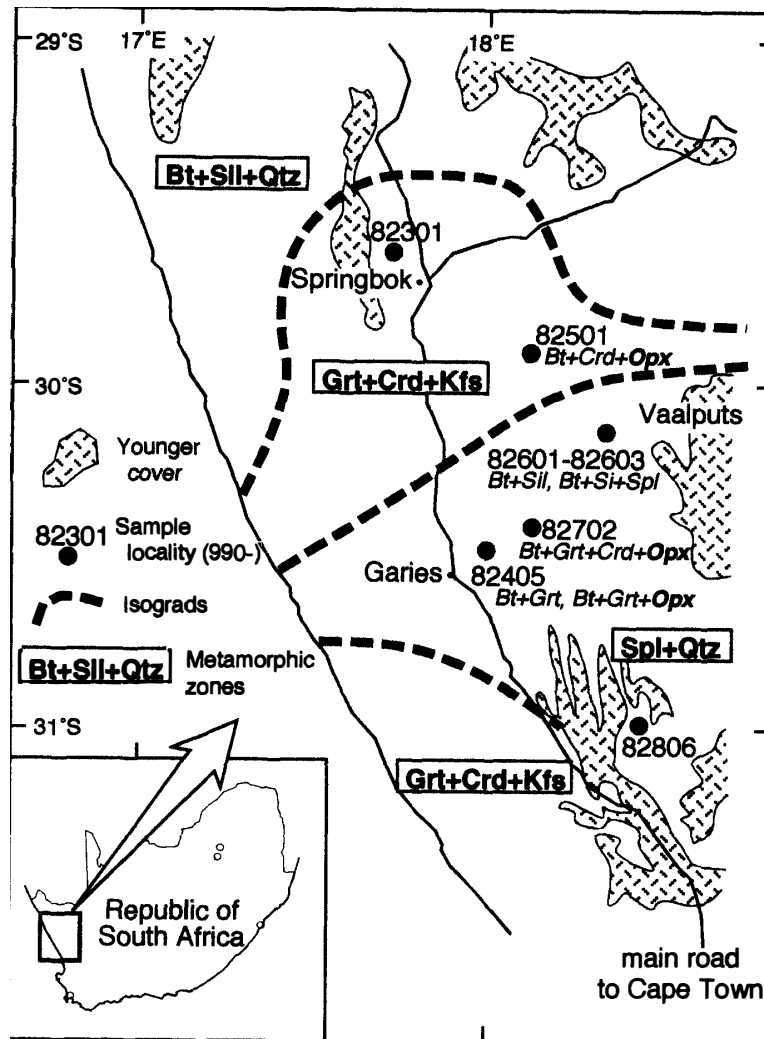 29°S
17°E
18°E
Bt+Sil+Qtz
82301
Springbok
82501
Bt+Crd+Opx
30°S
Grt+Crd+Kfs
Vaalputs
Younger
cover
82601-82603
Bt+Sil, Bt+Si+Spl
82301
Sample
locality (990-)
82702
Bt+Grt+Crd+Opx
Garies
82405
Bt+Grt, Bt+Grt+Opx
Isograds
Bt+Sil+Qtz
Metamorphic
zones
Spl+Qtz
31°S
82806
Grt+Crd+Kfs
Republic of
South Africa
main road
to Cape Town